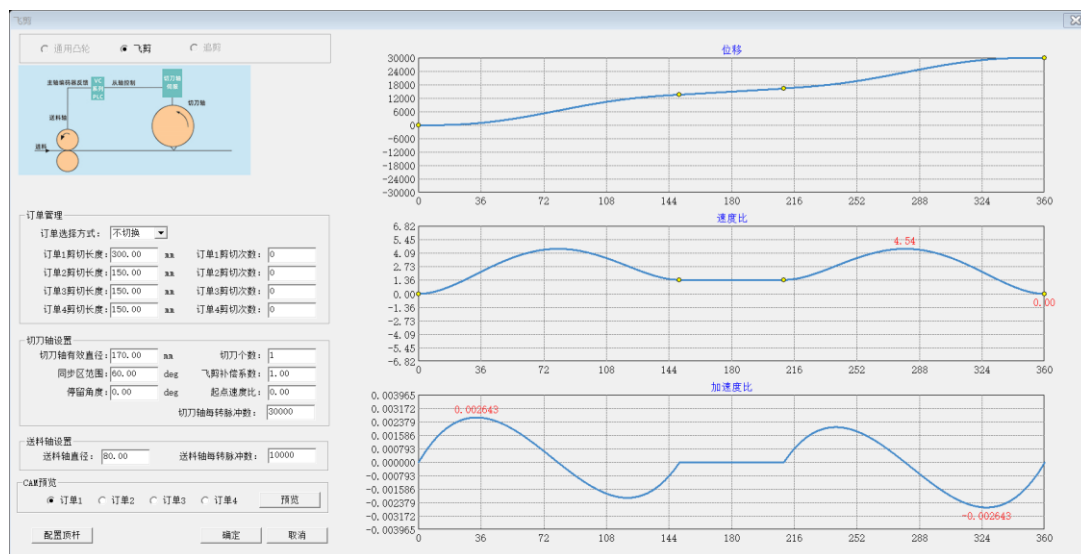 飞剪
通用凸轮 飞剪 追剪
主轴编码器反馈
从轴控制
PLC
切刀轴
送料轴
送料
订单管理
订单选择方式: 不切换
订单1剪切长度: 300.00 mm 订单1剪切次数: 0
订单2剪切长度: 150.00 mm 订单2剪切次数: 0
订单3剪切长度: 150.00 mm 订单3剪切次数: 0
订单4剪切长度: 150.00 mm 订单4剪切次数: 0
切刀轴设置
切刀轴有效直径: 170.00 mm 切刀个数: 1
同步区范围: 60.00 deg 飞剪补偿系数: 1.00
停留角度: 0.00 deg 起点速度比: 0.00
切刀轴每转脉冲数: 30000
送料轴设置
送料轴直径: 80.00 送料轴每转脉冲数: 10000
CAM预览
订单1 订单2 订单3 订单4 预览
配置顶杆 确定 取消
位移
30000
24000
18000
12000
6000
0
-6000
-12000
-18000
-24000
-30000
0 36 72 108 144 180 216 252 288 324 360
速度比
6.82
5.45
4.09
2.73
1.36
0.00
-1.36
-2.73
-4.09
-5.45
-6.82
4.54
0.00
0 36 72 108 144 180 216 252 288 324 360
加速度比
0.003965
0.003172
0.002379
0.001586
0.000793
0.000000
-0.000793
-0.001586
-0.002379
-0.003172
-0.003965
0.002643
-0.002643
0 36 72 108 144 180 216 252 288 324 360